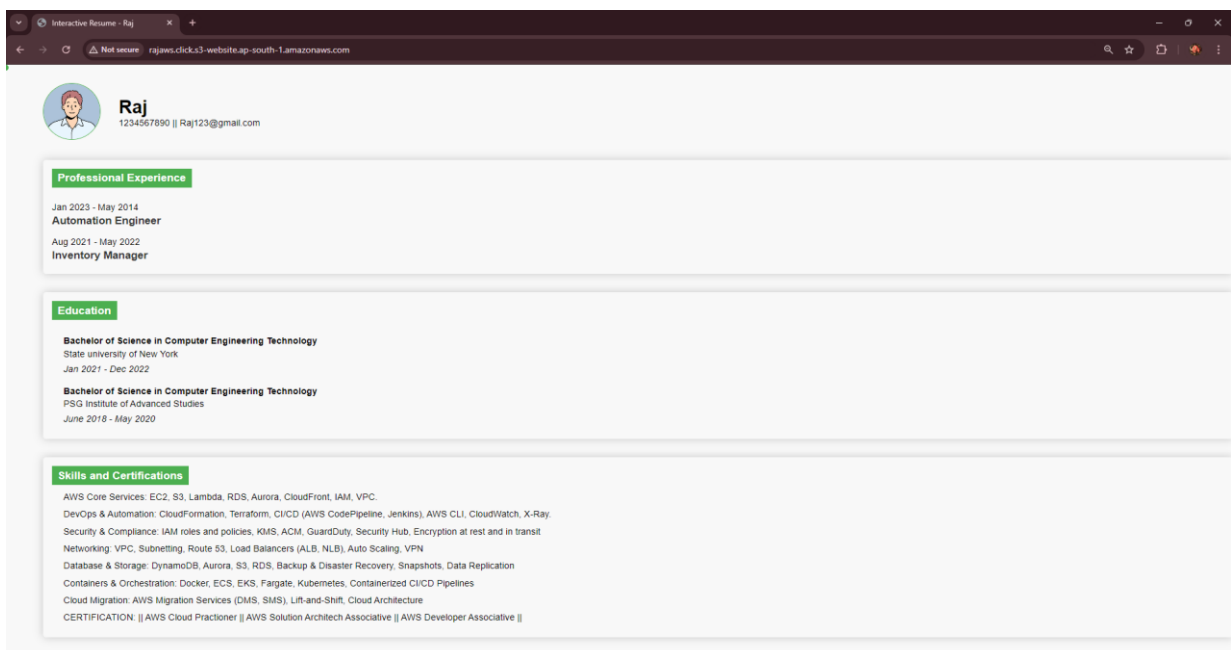 Interactive Resume - Raj
Not secure rajaws.click.s3-website.ap-south-1.amazonaws.com
Raj
1234567890 || Raj123@gmail.com
Professional Experience
Jan 2023 - May 2014
Automation Engineer
Aug 2021 - May 2022
Inventory Manager
Education
Bachelor of Science in Computer Engineering Technology
State university of New York
Jan 2021 - Dec 2022
Bachelor of Science in Computer Engineering Technology
PSG Institute of Advanced Studies
June 2018 - May 2020
Skills and Certifications
AWS Core Services: EC2, S3, Lambda, RDS, Aurora, CloudFront, IAM, VPC.
DevOps & Automation: CloudFormation, Terraform, CI/CD (AWS CodePipeline, Jenkins), AWS CLI, CloudWatch, X-Ray.
Security & Compliance: IAM roles and policies, KMS, ACM, GuardDuty, Security Hub, Encryption at rest and in transit
Networking: VPC, Subnetting, Route 53, Load Balancers (ALB, NLB), Auto Scaling, VPN
Database & Storage: DynamoDB, Aurora, S3, RDS, Backup & Disaster Recovery, Snapshots, Data Replication
Containers & Orchestration: Docker, ECS, EKS, Fargate, Kubernetes, Containerized CI/CD Pipelines
Cloud Migration: AWS Migration Services (DMS, SMS), Lift-and-Shift, Cloud Architecture
CERTIFICATION: || AWS Cloud Practioner || AWS Solution Architech Associative || AWS Developer Associative ||